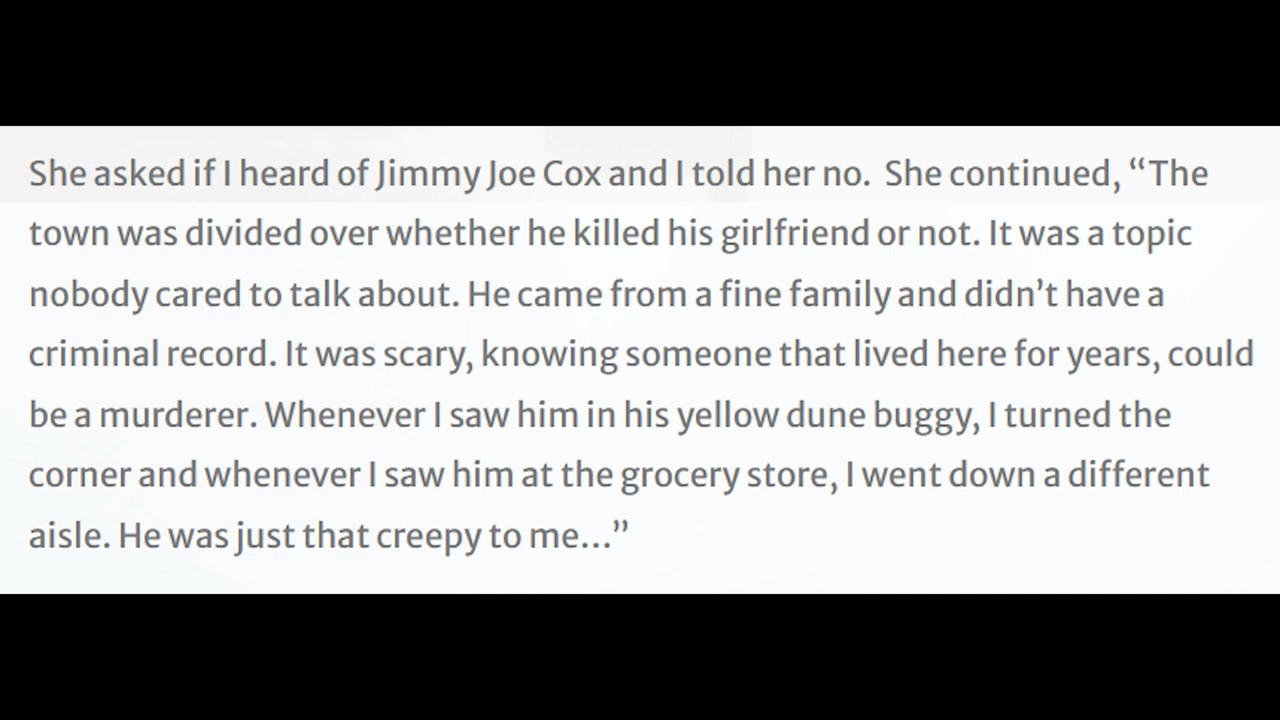 She asked if I heard of Jimmy Joe Cox and I told her no.  She continued, “The
town was divided over whether he killed his girlfriend or not. It was a topic
nobody cared to talk about. He came from a fine family and didn’t have a
criminal record. It was scary, knowing someone that lived here for years, could
be a murderer. Whenever I saw him in his yellow dune buggy, I turned the
corner and whenever I saw him at the grocery store, I went down a different
aisle. He was just that creepy to me…”